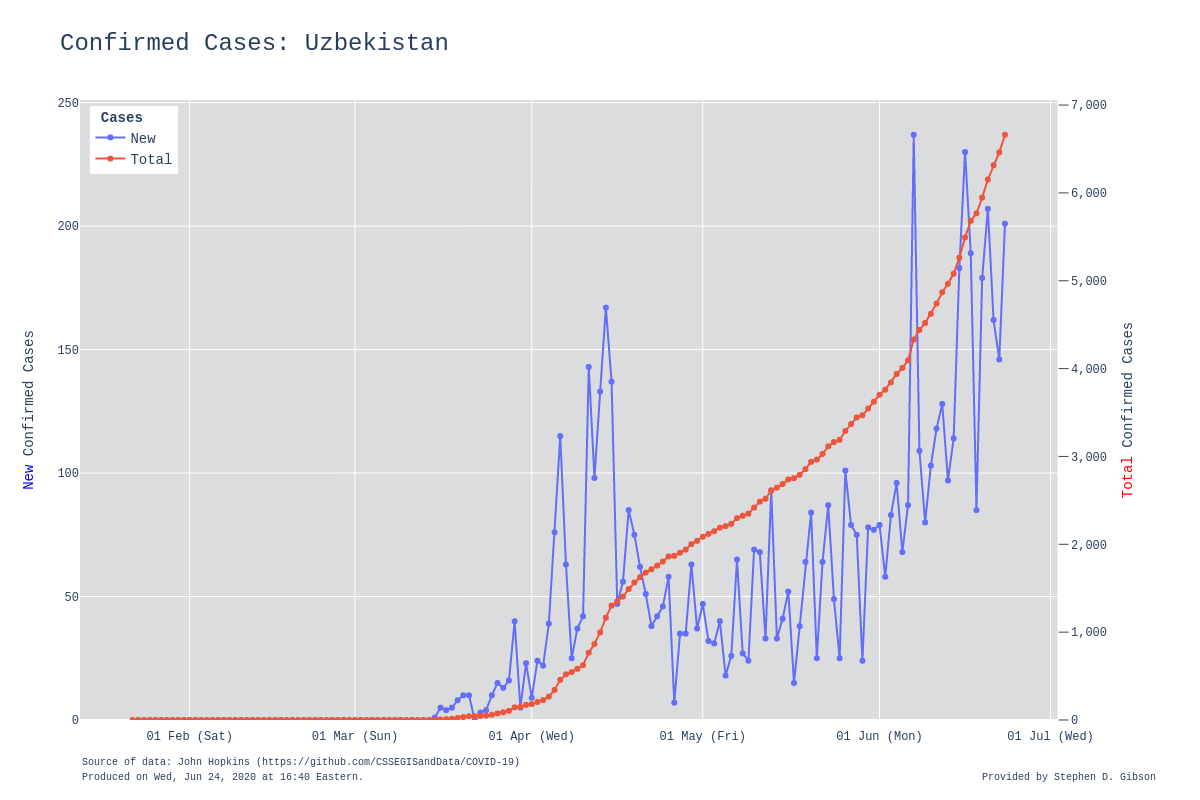 Confirmed Cases: Uzbekistan
Cases
New
Total
250
200
150
100
50
0
7,000
6,000
5,000
4,000
3,000
2,000
1,000
0
New Confirmed Cases
Total Confirmed Cases
01 Feb (Sat)
01 Mar (Sun)
01 Apr (Wed)
01 May (Fri)
01 Jun (Mon)
01 Jul (Wed)
Source of data: John Hopkins (https://github.com/CSSEGISandData/COVID-19)
Produced on Wed, Jun 24, 2020 at 16:40 Eastern.
Provided by Stephen D. Gibson